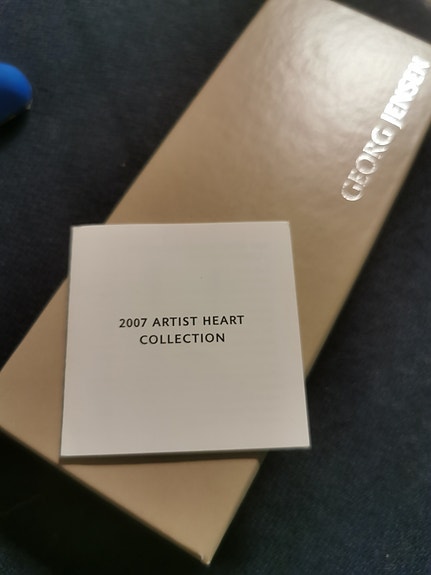 GEORG JENSEN
2007 ARTIST HEART
COLLECTION